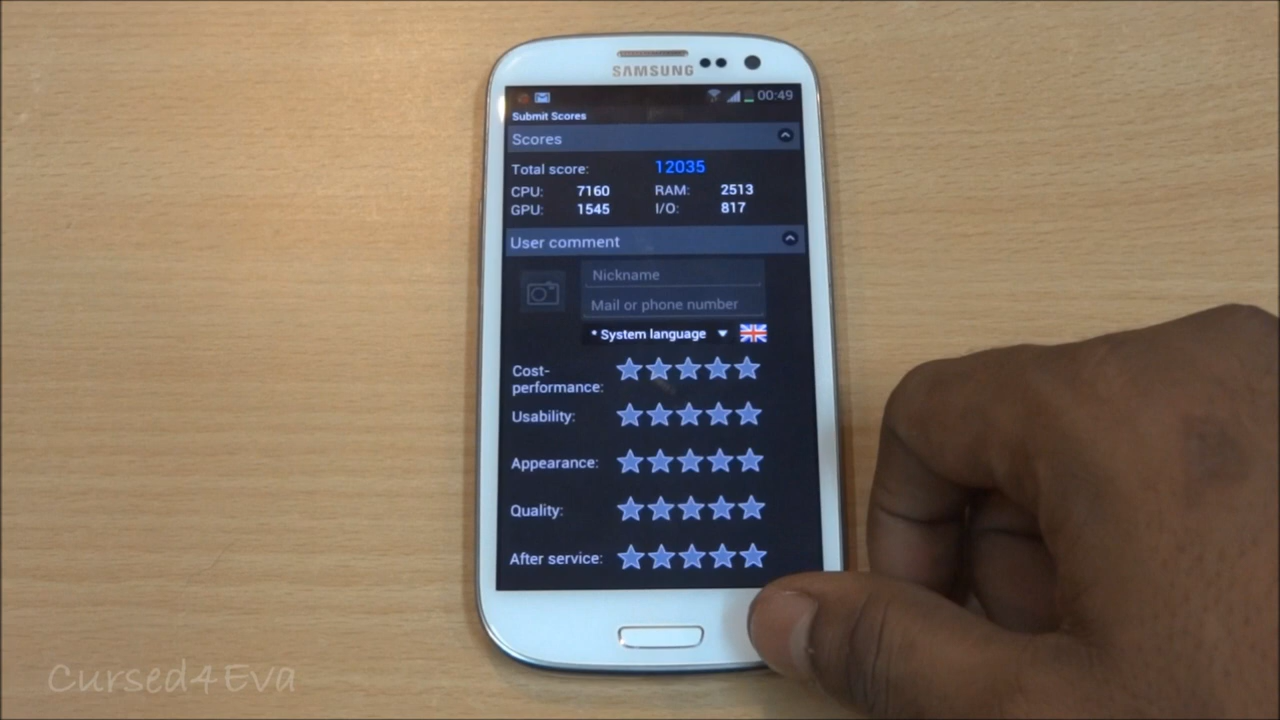 SAMSUNG
00:49
Submit Scores
Scores
Total score: 12035
CPU: 7160 RAM: 2513
GPU: 1545 I/O: 817
User comment
Nickname
Mail or phone number
* System language
Cost-
performance:
Usability:
Appearance:
Quality:
After service:
Cursed4Eva